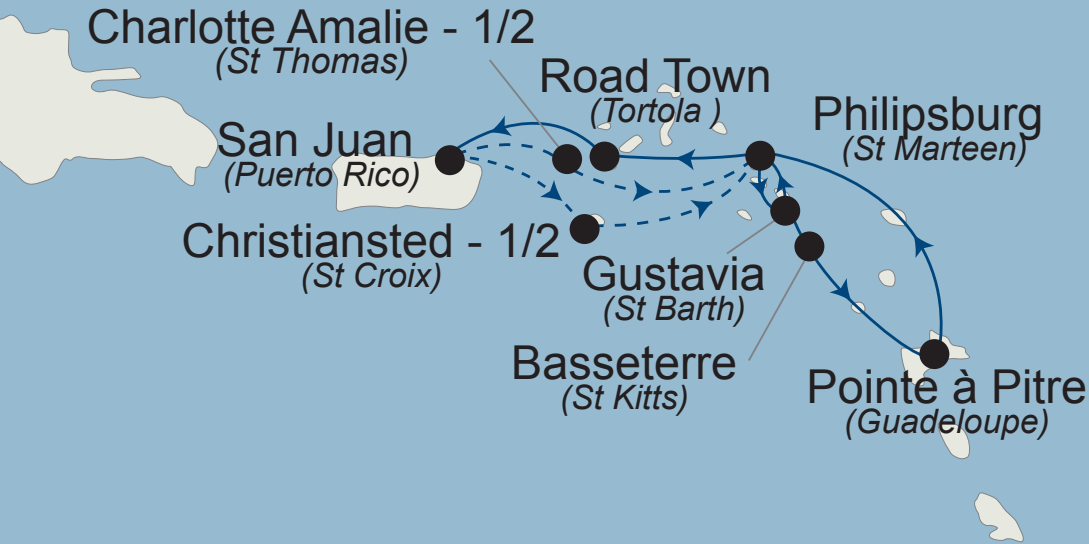 Charlotte Amalie - 1/2
(St Thomas)
Road Town
(Tortola )
Philipsburg
(St Marteen)
San Juan
(Puerto Rico)
Christiansted - 1/2
(St Croix)
Gustavia
(St Barth)
Basseterre
(St Kitts)
Pointe à Pitre
(Guadeloupe)